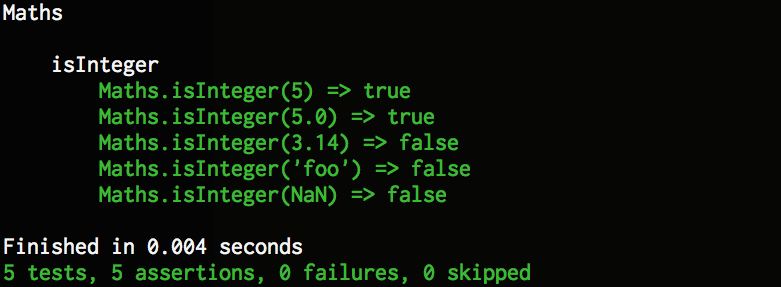 Maths
isInteger
Maths.isInteger(5) => true
Maths.isInteger(5.0) => true
Maths.isInteger(3.14) => false
Maths.isInteger('foo') => false
Maths.isInteger(NaN) => false
Finished in 0.004 seconds
5 tests, 5 assertions, 0 failures, 0 skipped